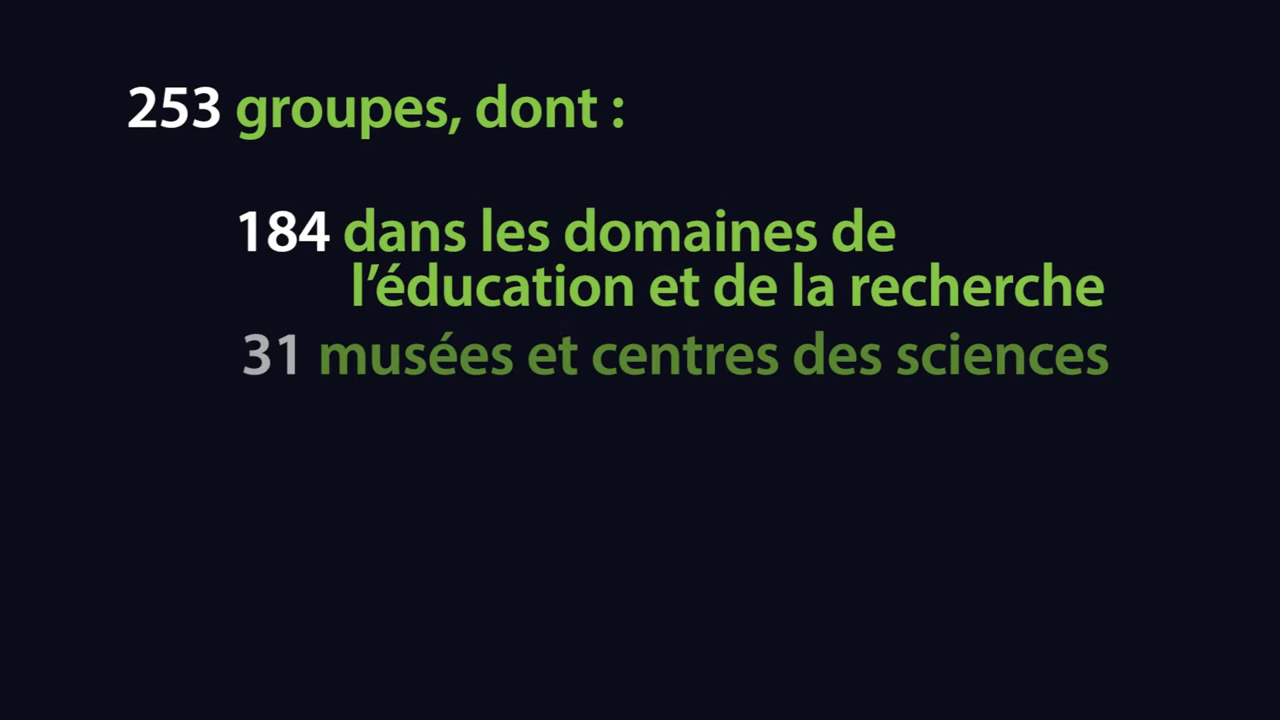 253 groupes, dont :
184 dans les domaines de
l’éducation et de la recherche
31 musées et centres des sciences